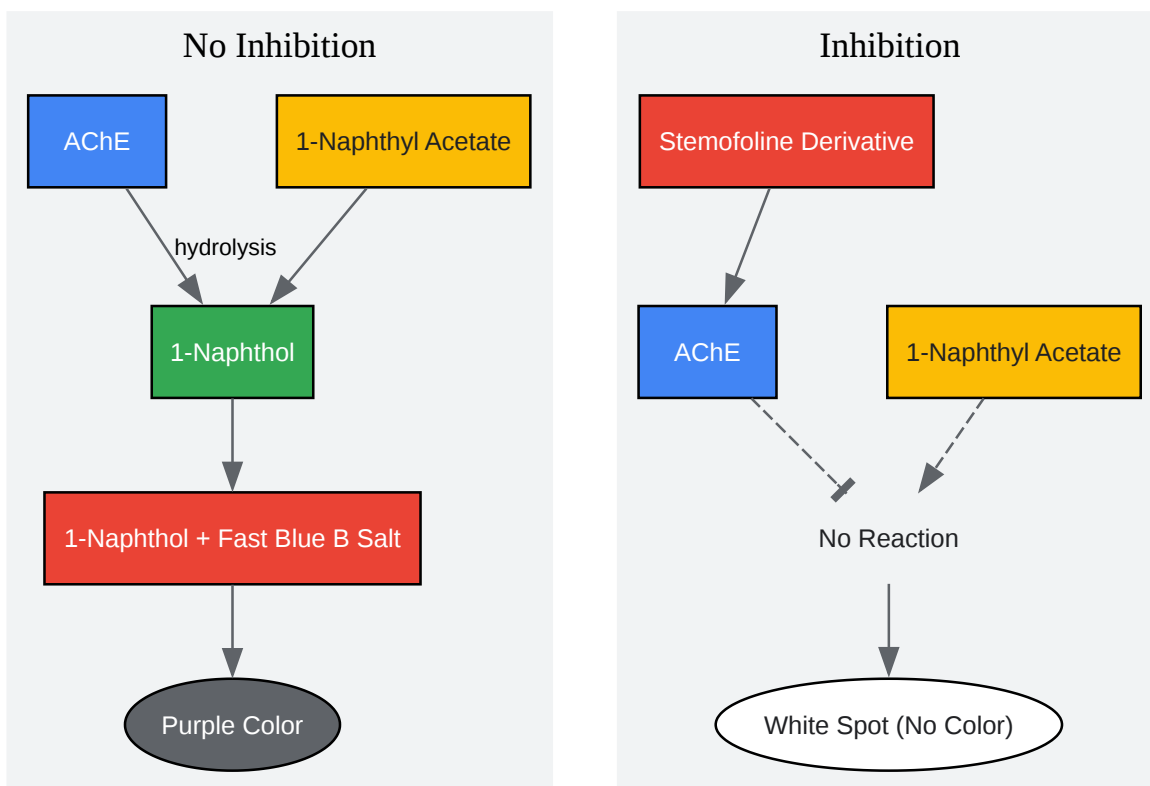 No Inhibition
AChE
1-Naphthyl Acetate
hydrolysis
1-Naphthol
1-Naphthol + Fast Blue B Salt
Purple Color
Inhibition
Stemofoline Derivative
AChE
1-Naphthyl Acetate
No Reaction
White Spot (No Color)